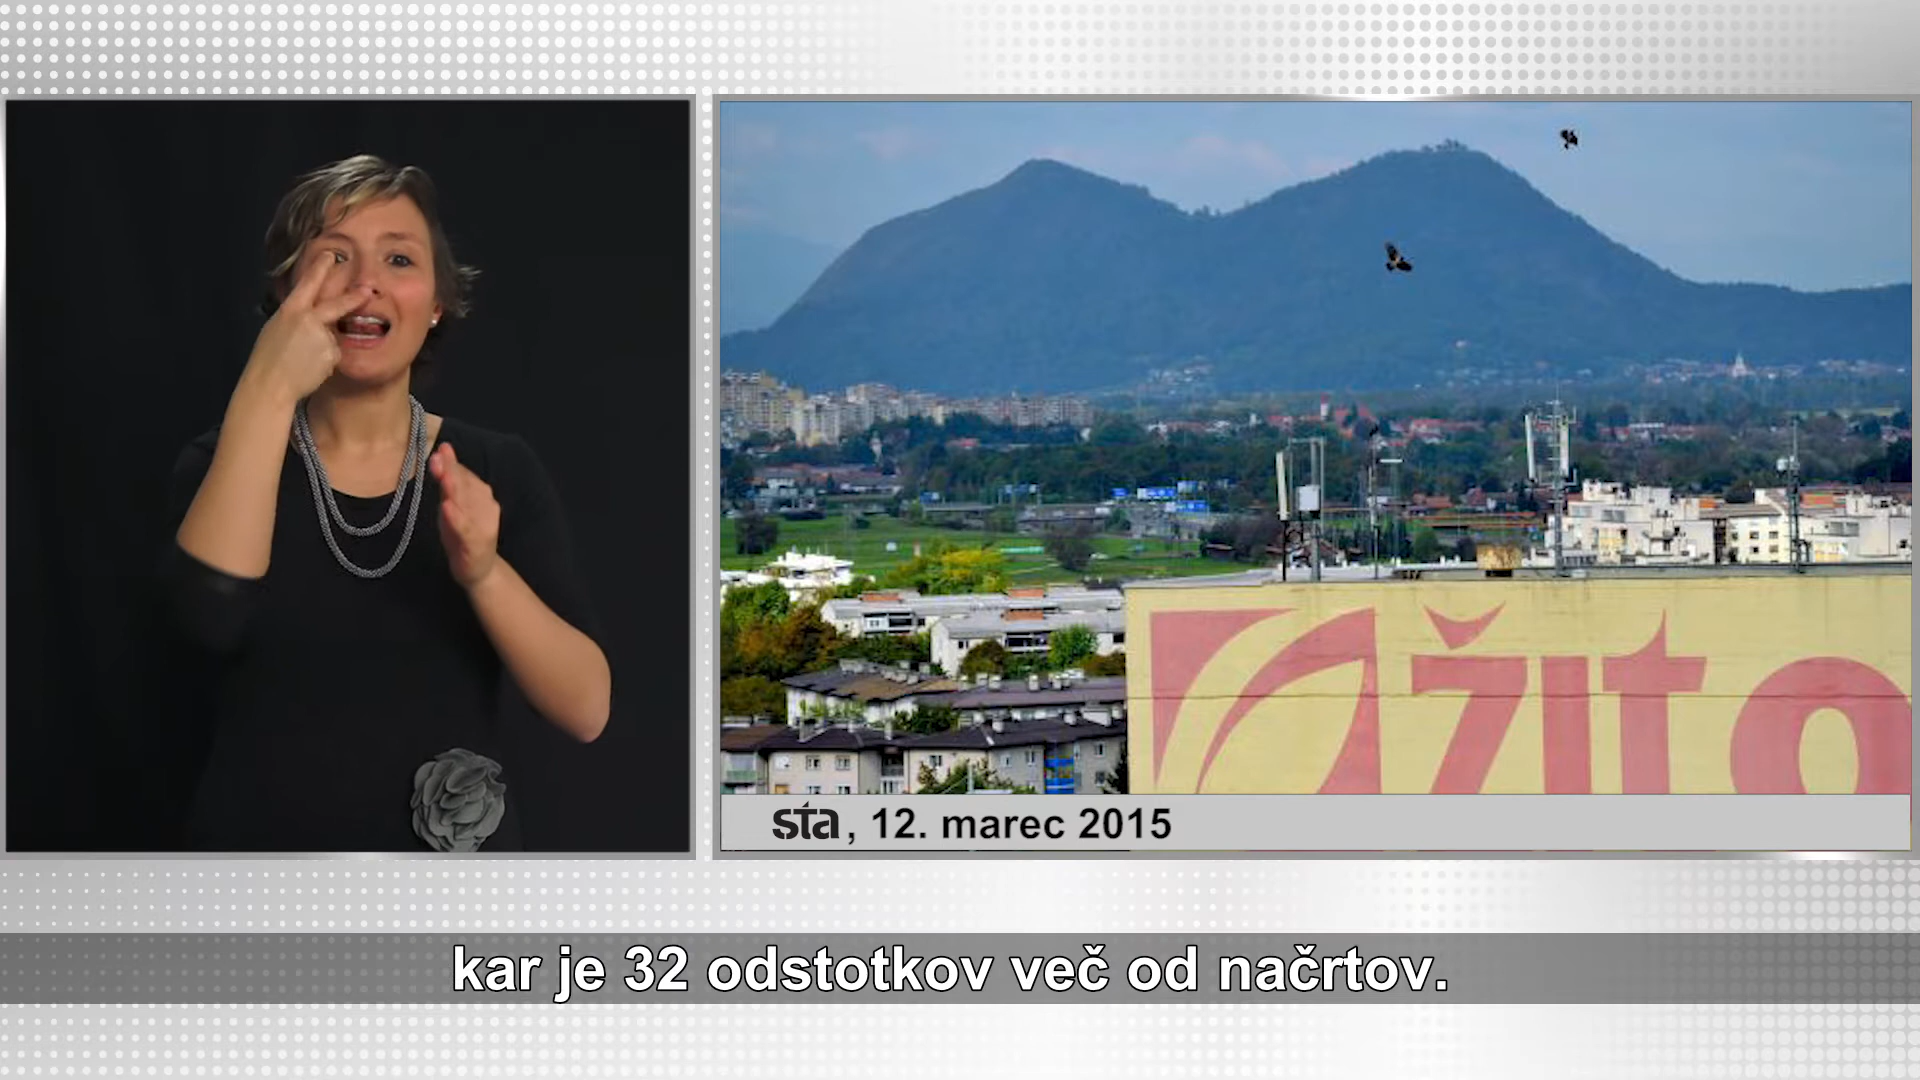 žito
sta, 12. marec 2015
kar je 32 odstotkov več od načrtov.